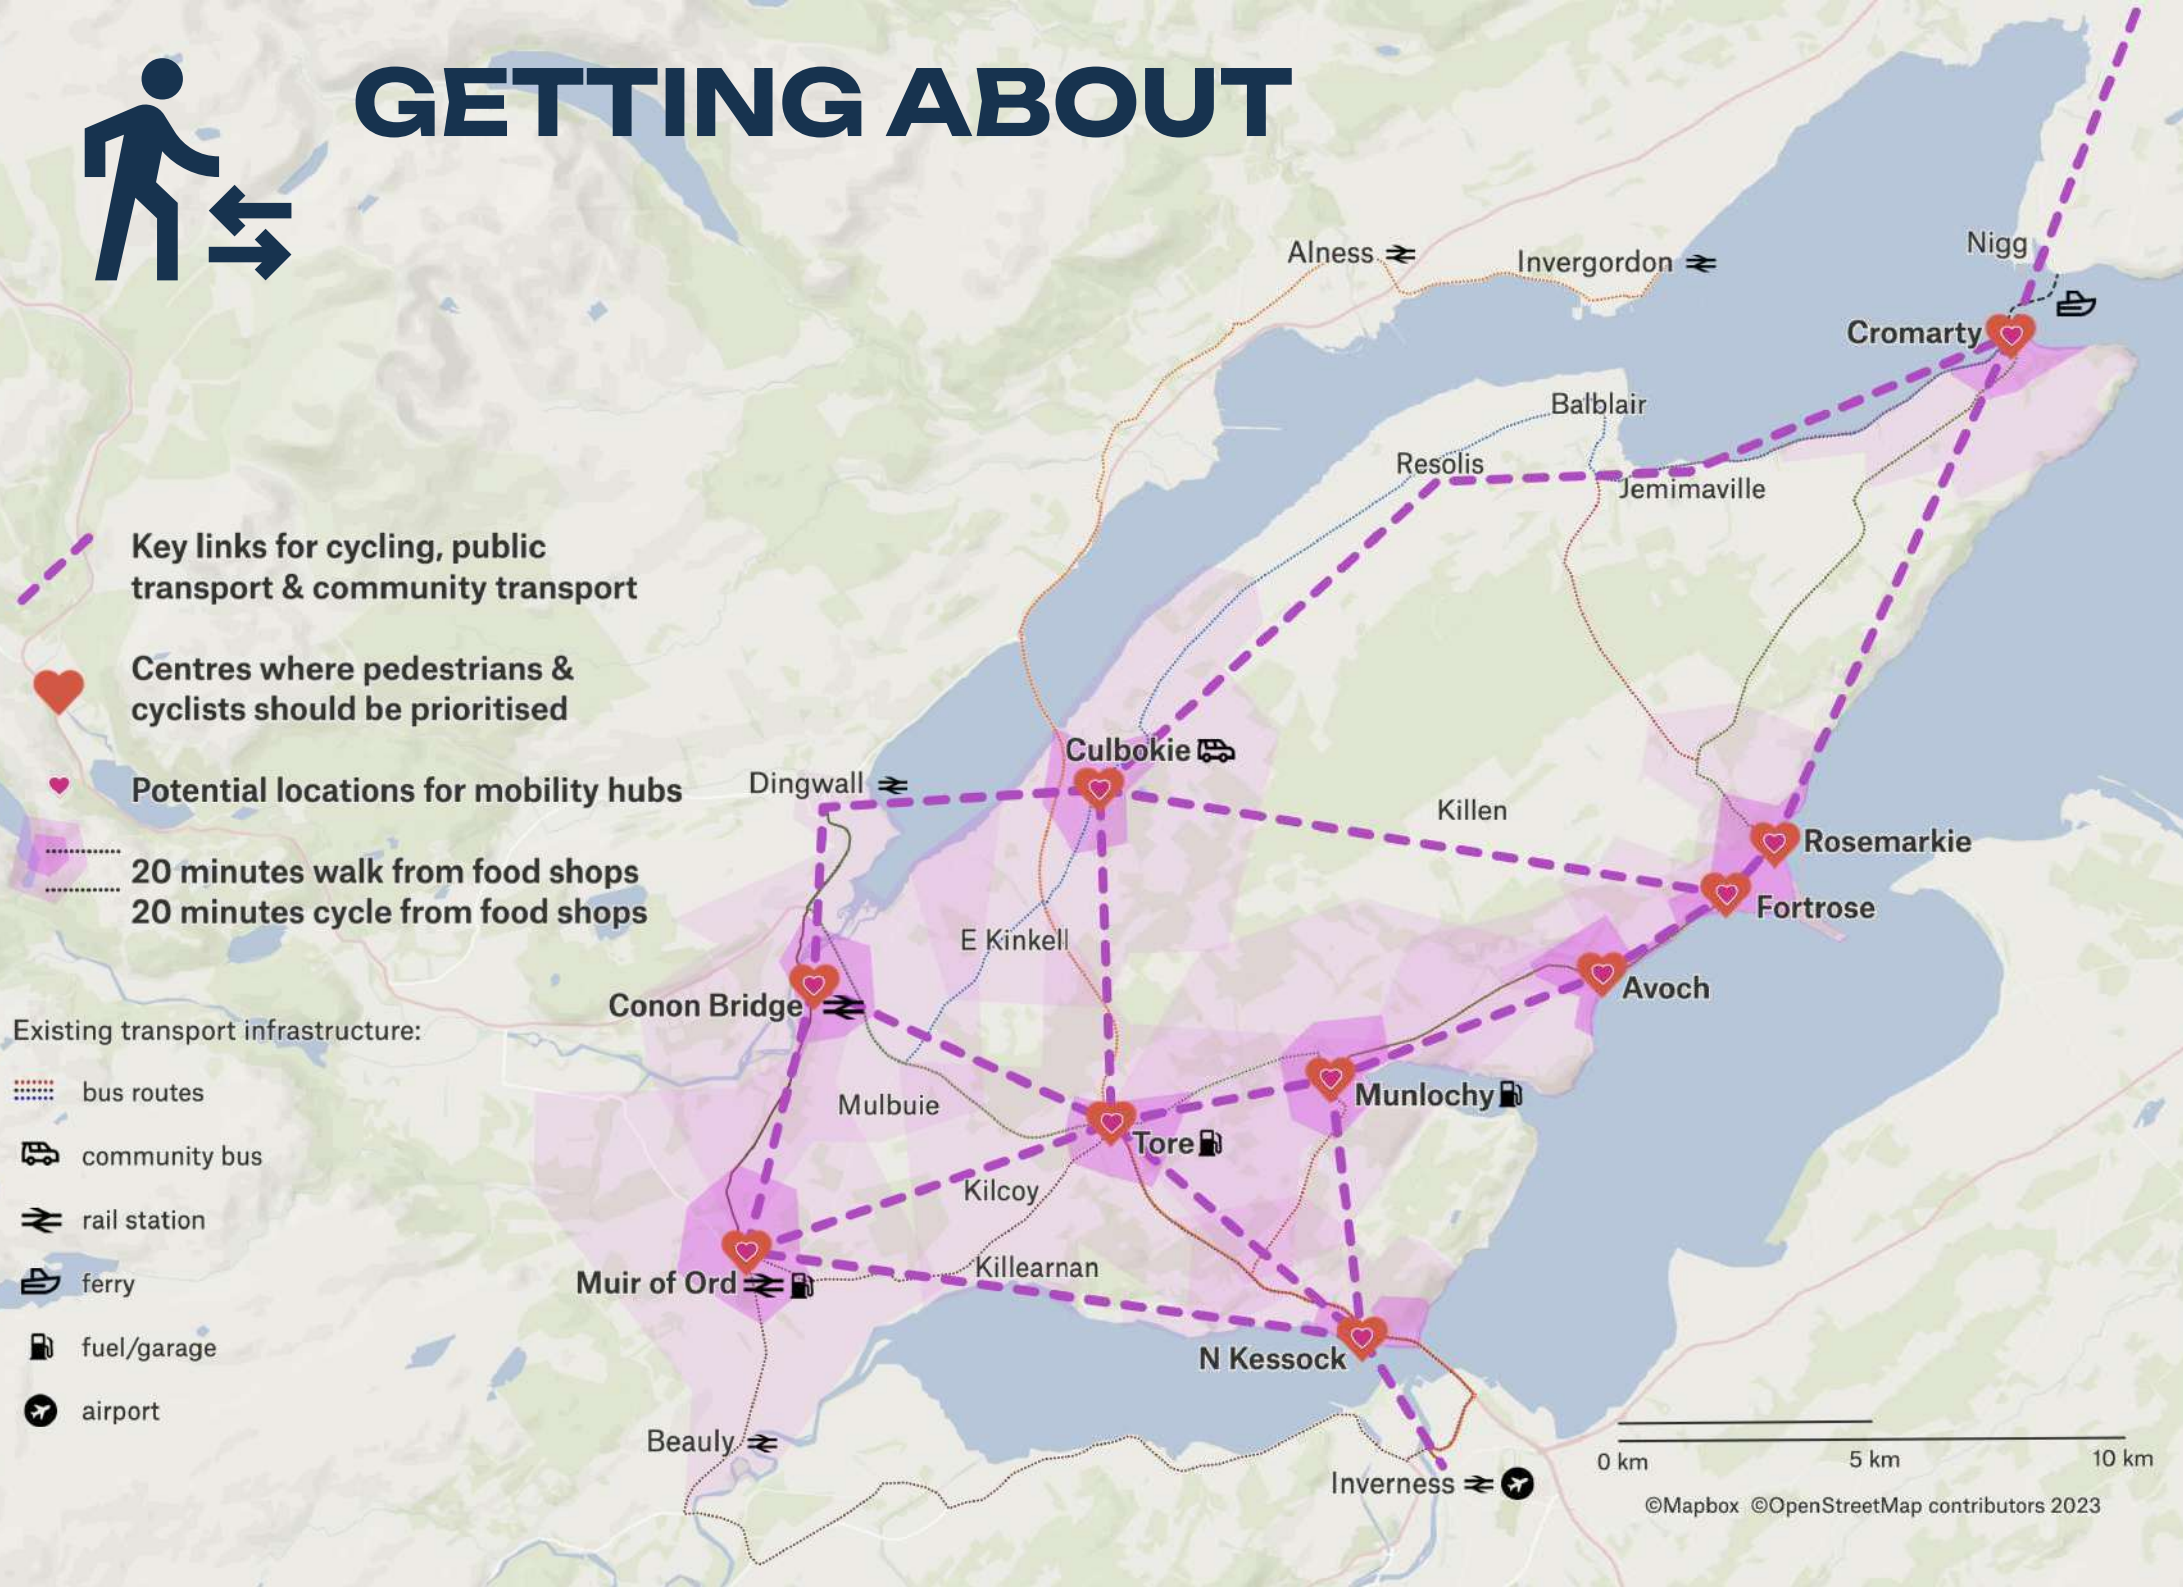 GETTING ABOUT
Alness
Invergordon
Nigg
Cromarty
Balblair
Resolis
Jemimaville
Key links for cycling, public
transport & community transport
Centres where pedestrians &
cyclists should be prioritised
Potential locations for mobility hubs
20 minutes walk from food shops
20 minutes cycle from food shops
Culbokie
Dingwall
Killen
Rosemarkie
Fortrose
E Kinkell
Avoch
Conon Bridge
Existing transport infrastructure:
bus routes
community bus
rail station
ferry
fuel/garage
airport
Munlochy
Mulbuie
Tore
Kilcoy
Killearnan
Muir of Ord
N Kessock
Beauly
Inverness
0 km
5 km
10 km
©Mapbox ©OpenStreetMap contributors 2023